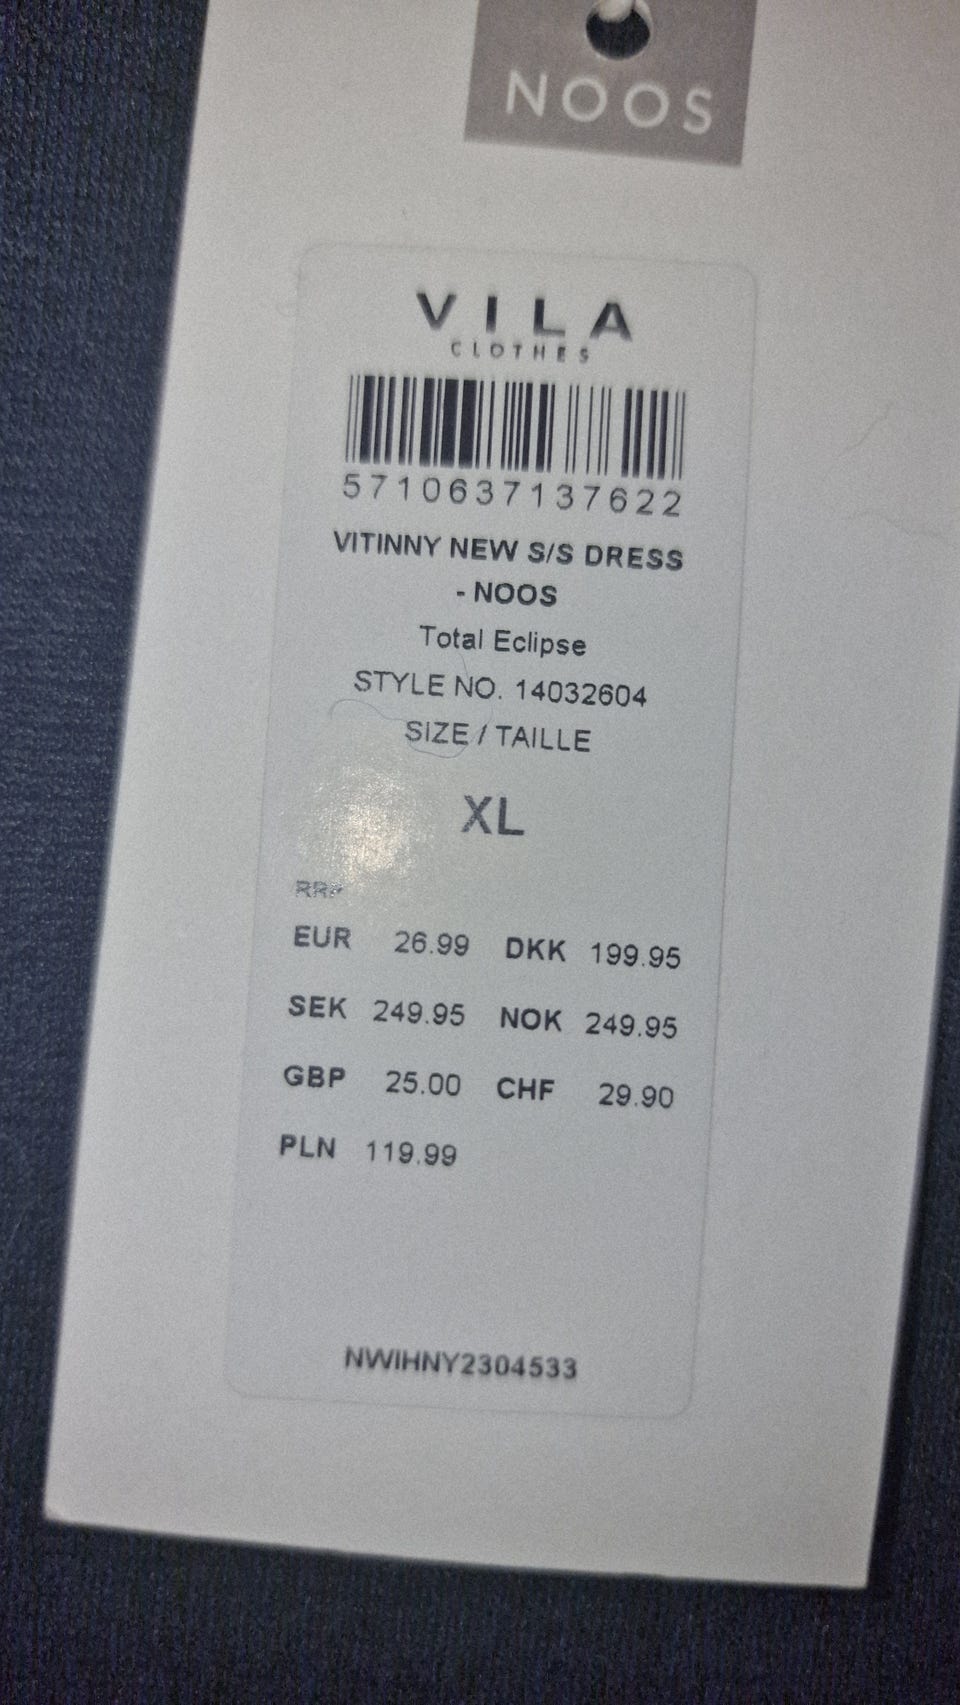 NOOS
VILA
CLOTHES
5710637137622
VITINNY NEW S/S DRESS
- NOOS
Total Eclipse
STYLE NO. 14032604
SIZE / TAILLE
XL
RRP
EUR 26.99 DKK 199.95
SEK 249.95 NOK 249.95
GBP 25.00 CHF 29.90
PLN 119.99
NWIHNY2304533